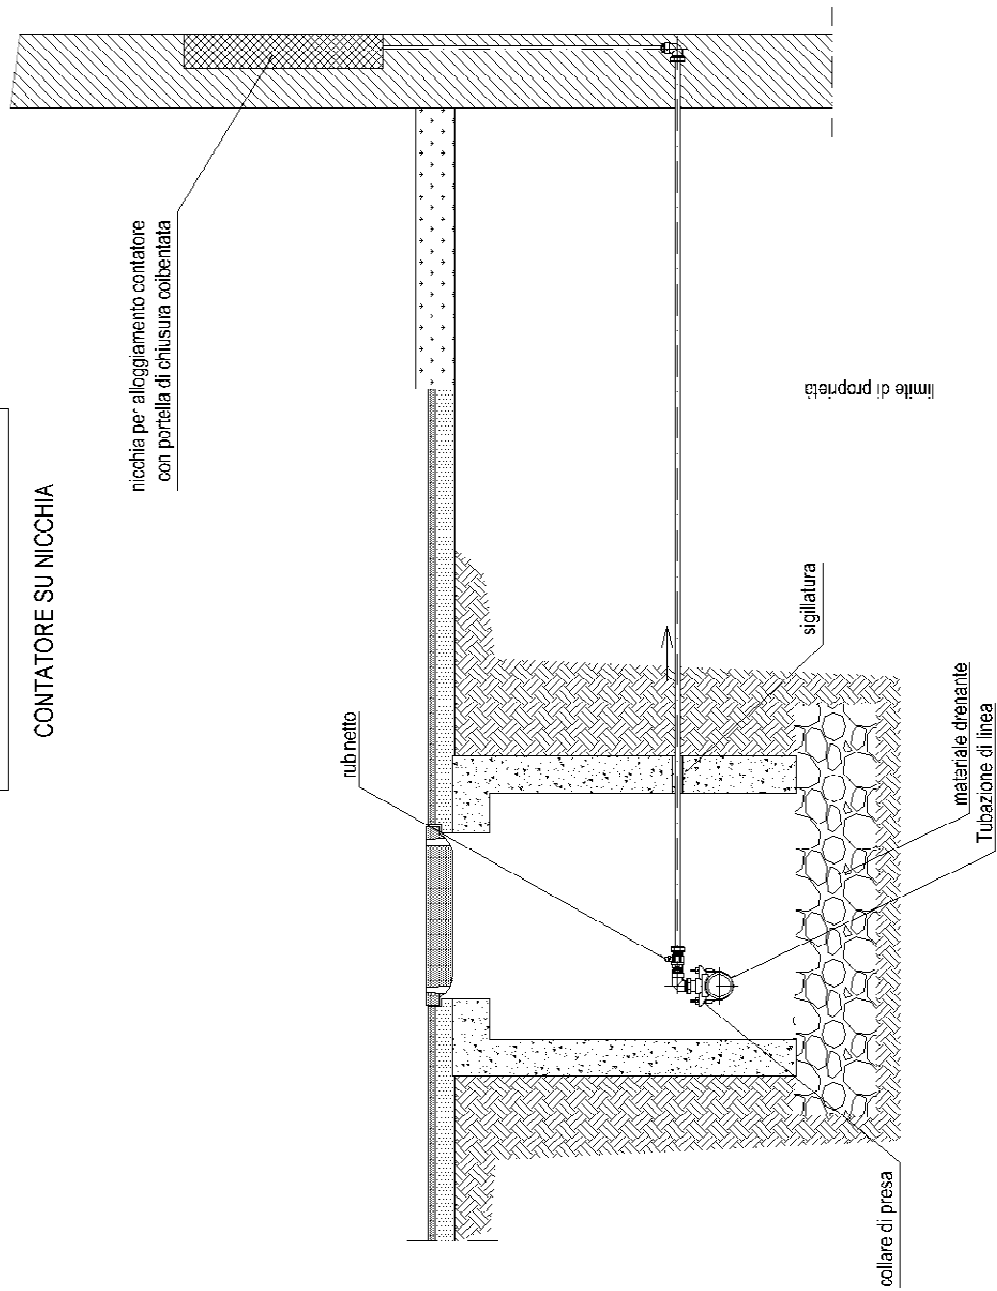 CONTATORE SU NICCHIA
nicchia per alloggiamento contatore
con portella di chiusura coibentata
rubinetto
limite di proprietà
sigillatura
materiale drenante
Tubazione di linea
collare di presa